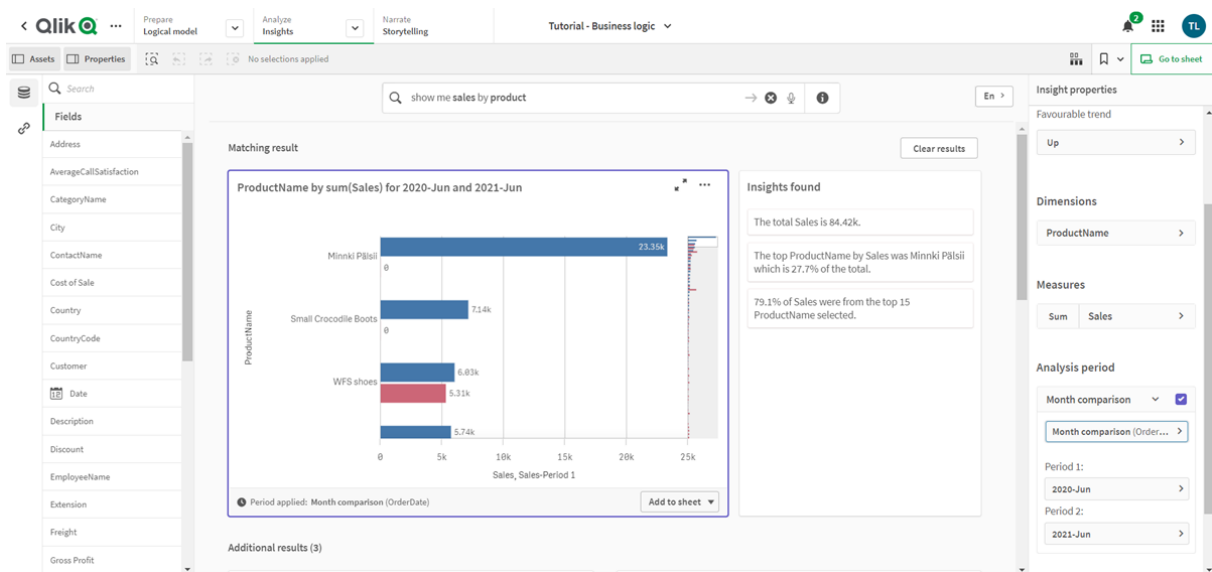 Qlik
Prepare
Logical model
Analyze
Insights
Narrate
Storytelling
Tutorial - Business logic
2
TL
Assets
Properties
No selections applied
Go to sheet
Search
Fields
Address
AverageCallSatisfaction
CategoryName
City
ContactName
Cost of Sale
Country
CountryCode
Customer
Date
Description
Discount
EmployeeName
Extension
Freight
Gross Profit
show me sales by product
En
Matching result
Clear results
ProductName by sum(Sales) for 2020-Jun and 2021-Jun
ProductName
Minnki Pälsii
23.35k
0
Small Crocodile Boots
7.14k
0
WFS shoes
6.03k
5.31k
5.74k
0 5k 10k 15k 20k 25k
Sales, Sales-Period 1
Period applied: Month comparison (OrderDate)
Add to sheet
Insights found
The total Sales is 84.42k.
The top ProductName by Sales was Minnki Pälsii
which is 27.7% of the total.
79.1% of Sales were from the top 15
ProductName selected.
Additional results (3)
Insight properties
Favourable trend
Up
Dimensions
ProductName
Measures
Sum Sales
Analysis period
Month comparison
Month comparison (Order...
Period 1:
2020-Jun
Period 2:
2021-Jun